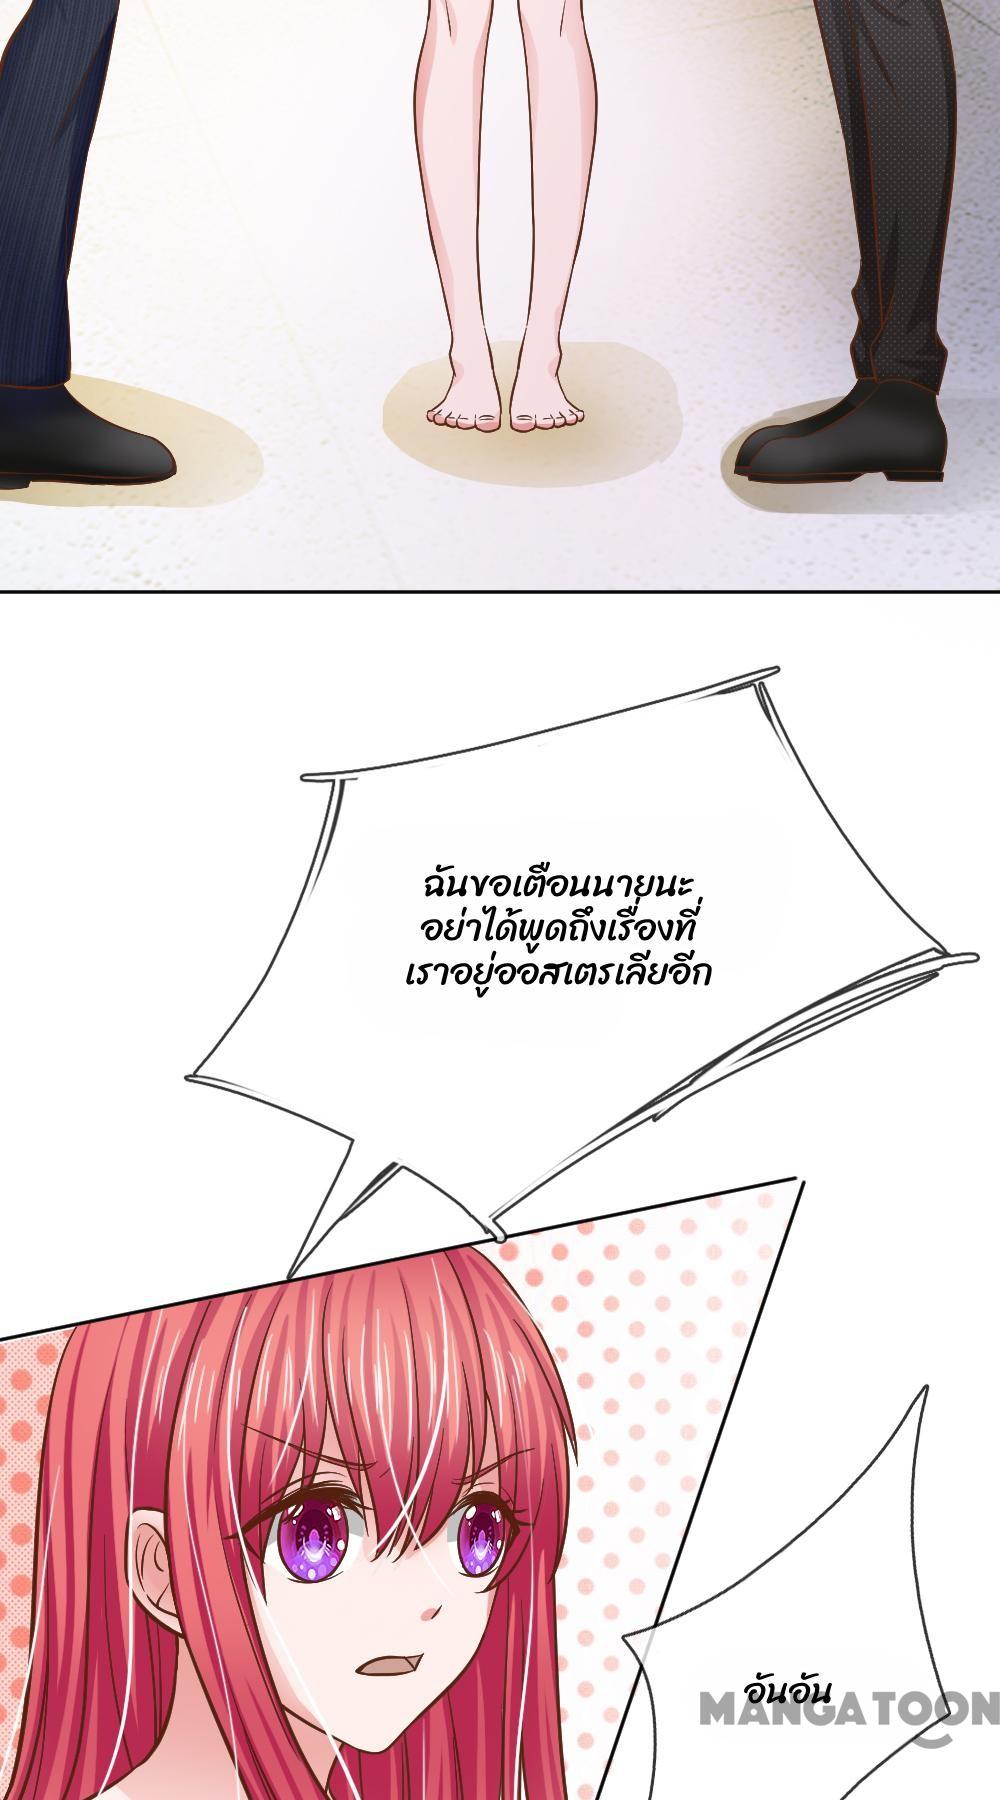 ฉันขอเตือนนายนะ
อย่าได้พูดถึงเรื่องที่
เราอยู่ออสเตรเลียอีก
อันอัน
MANGATOON